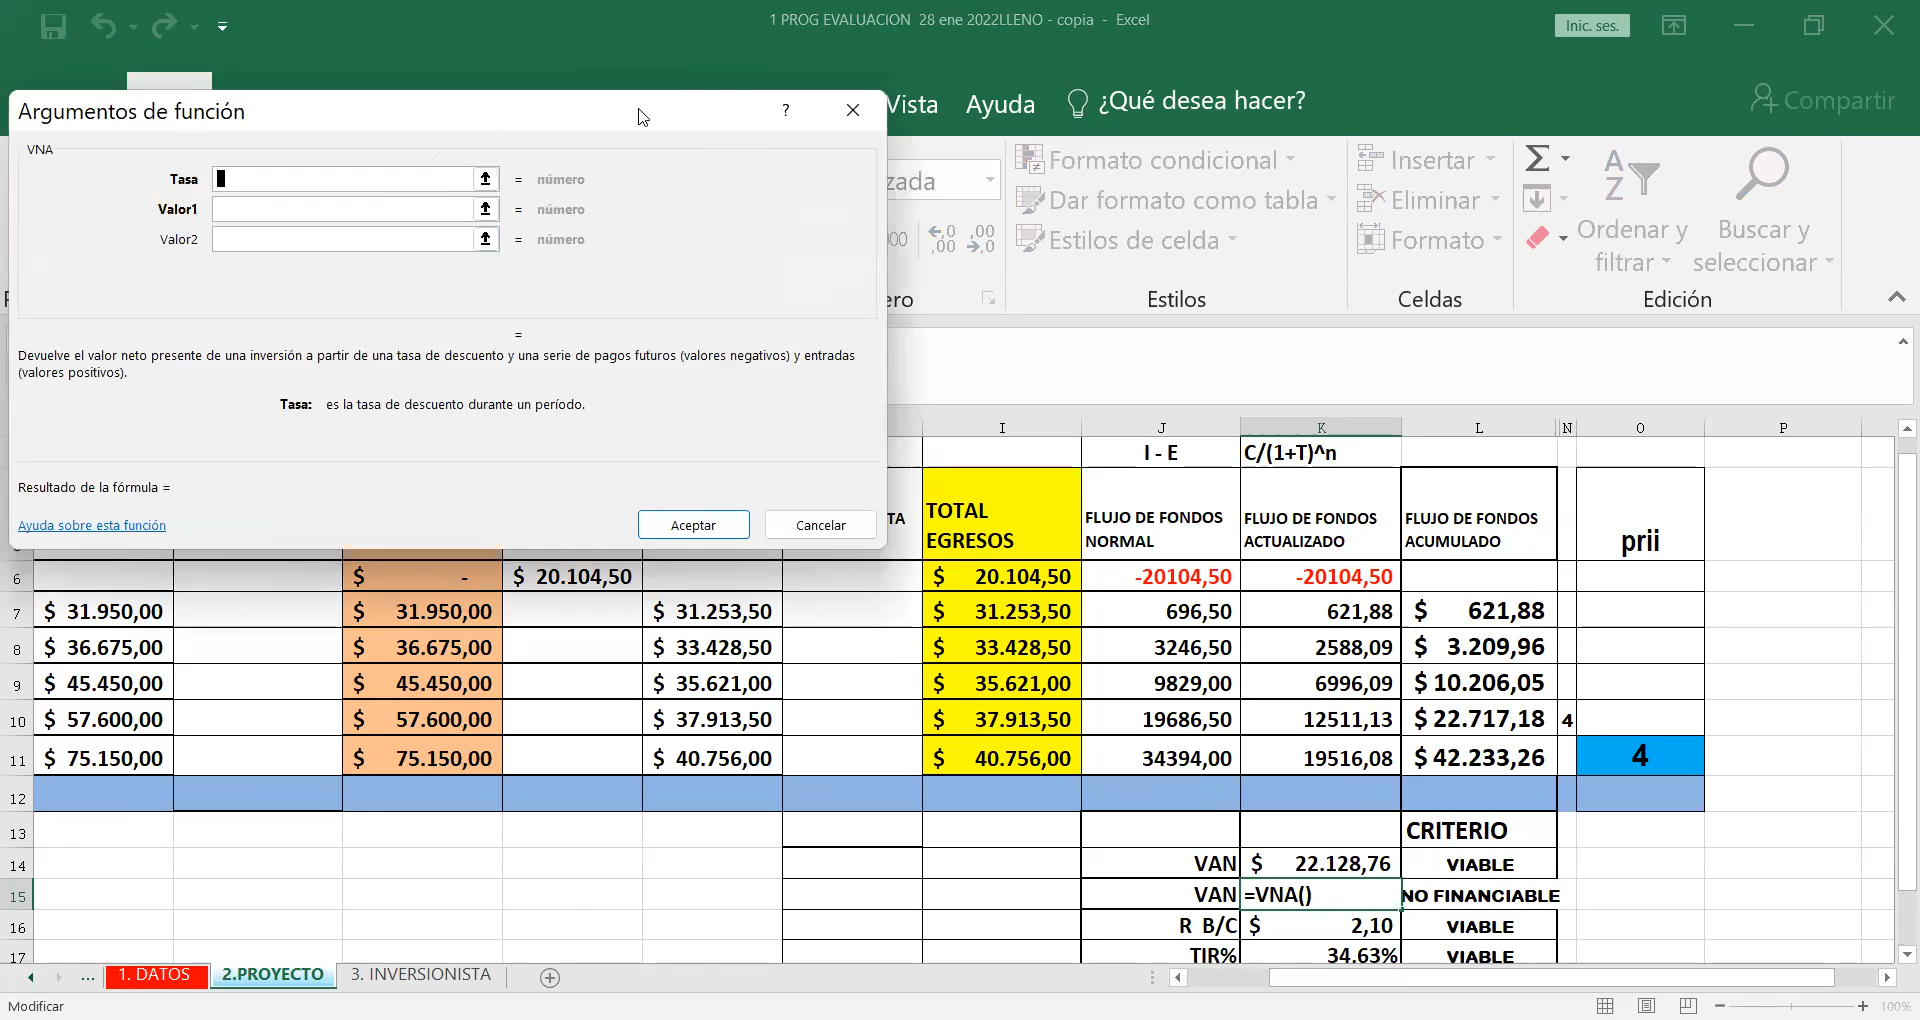 1 PROG EVALUACION 28 ene 2022LLENO - copia - Excel
Inic. ses.
Vista Ayuda ¿Qué desea hacer? Compartir
Argumentos de función ? 
VNA
Tasa = número
Valor1 = número
Valor2 = número
=
Devuelve el valor neto presente de una inversión a partir de una tasa de descuento y una serie de pagos futuros (valores negativos) y entradas
(valores positivos).
Tasa: es la tasa de descuento durante un período.
Resultado de la fórmula =
Ayuda sobre esta función Aceptar Cancelar
Formato condicional
Dar formato como tabla
Estilos de celda
Estilos
Insertar
Eliminar
Formato
Celdas
Ordenar y
filtrar
Buscar y
seleccionar
Edición
I J K L N O P
I - E C/(1+T)^n
TA
TOTAL
EGRESOS
FLUJO DE FONDOS
NORMAL
FLUJO DE FONDOS
ACTUALIZADO
FLUJO DE FONDOS
ACUMULADO
prii
6 $ - $ 20.104,50 $ 20.104,50 -20104,50 -20104,50
7 $ 31.950,00 $ 31.950,00 $ 31.253,50 $ 31.253,50 696,50 621,88 $ 621,88
8 $ 36.675,00 $ 36.675,00 $ 33.428,50 $ 33.428,50 3246,50 2588,09 $ 3.209,96
9 $ 45.450,00 $ 45.450,00 $ 35.621,00 $ 35.621,00 9829,00 6996,09 $ 10.206,05
10 $ 57.600,00 $ 57.600,00 $ 37.913,50 $ 37.913,50 19686,50 12511,13 $ 22.717,18 4
11 $ 75.150,00 $ 75.150,00 $ 40.756,00 $ 40.756,00 34394,00 19516,08 $ 42.233,26 4
12
13 CRITERIO
14 VAN $ 22.128,76 VIABLE
15 VAN =VNA() NO FINANCIABLE
16 R B/C $ 2,10 VIABLE
17 TIR% 34,63% VIABLE
... 1. DATOS 2.PROYECTO 3. INVERSIONISTA
Modificar 100%